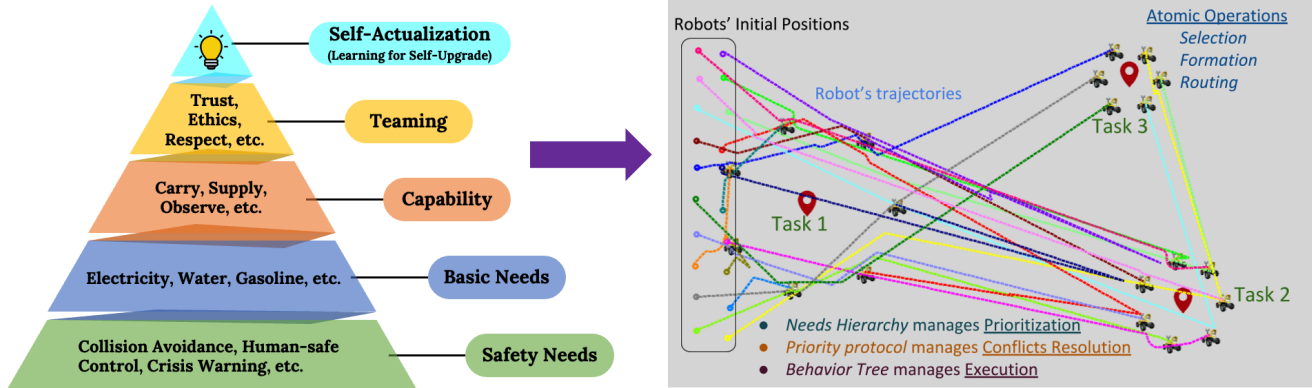 Self-Actualization
(Learning for Self-Upgrade)
Trust,
Ethics,
Respect, etc.
Teaming
Carry, Supply,
Observe, etc.
Capability
Electricity, Water, Gasoline, etc.
Basic Needs
Collision Avoidance, Human-safe
Control, Crisis Warning, etc.
Safety Needs
Robots' Initial Positions
Atomic Operations
Selection
Formation
Routing
Robot's trajectories
Task 3
Task 1
Task 2
• Needs Hierarchy manages Prioritization
• Priority protocol manages Conflicts Resolution
• Behavior Tree manages Execution